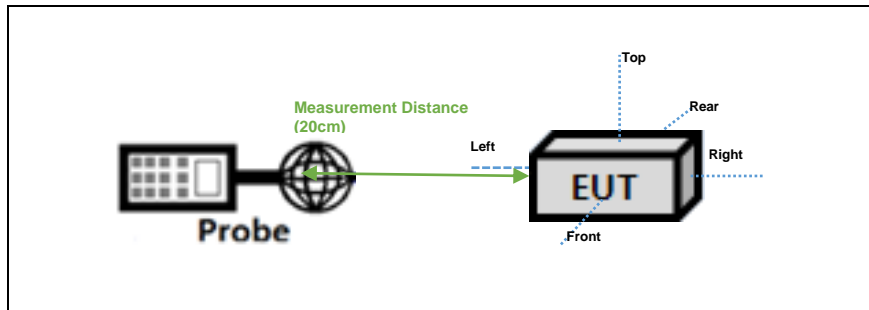 Top
Measurement Distance
(20cm)
Rear
Left
Right
EUT
Probe
Front